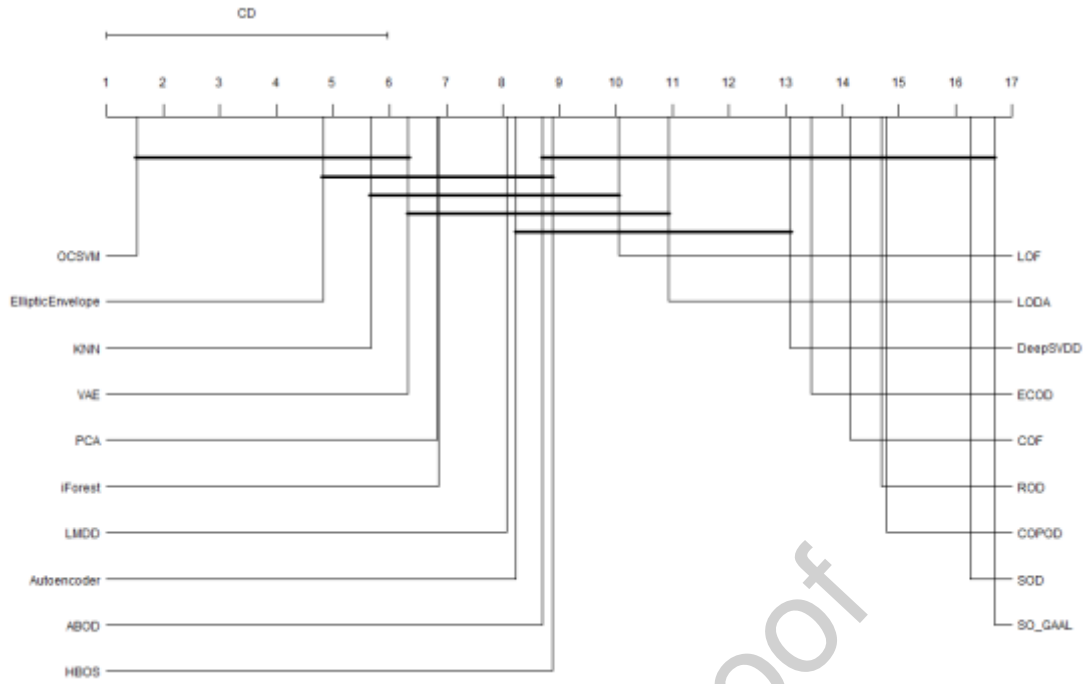 CD
1 2 3 4 5 6 7 8 9 10 11 12 13 14 15 16 17
OCSVM LOF
EllipticEnvelope LODA
KNN DeepSVDD
VAE ECOD
PCA COF
iForest ROD
LMDD COPOD
Autoencoder SOD
ABOD SO_GAAL
HBOS
oof